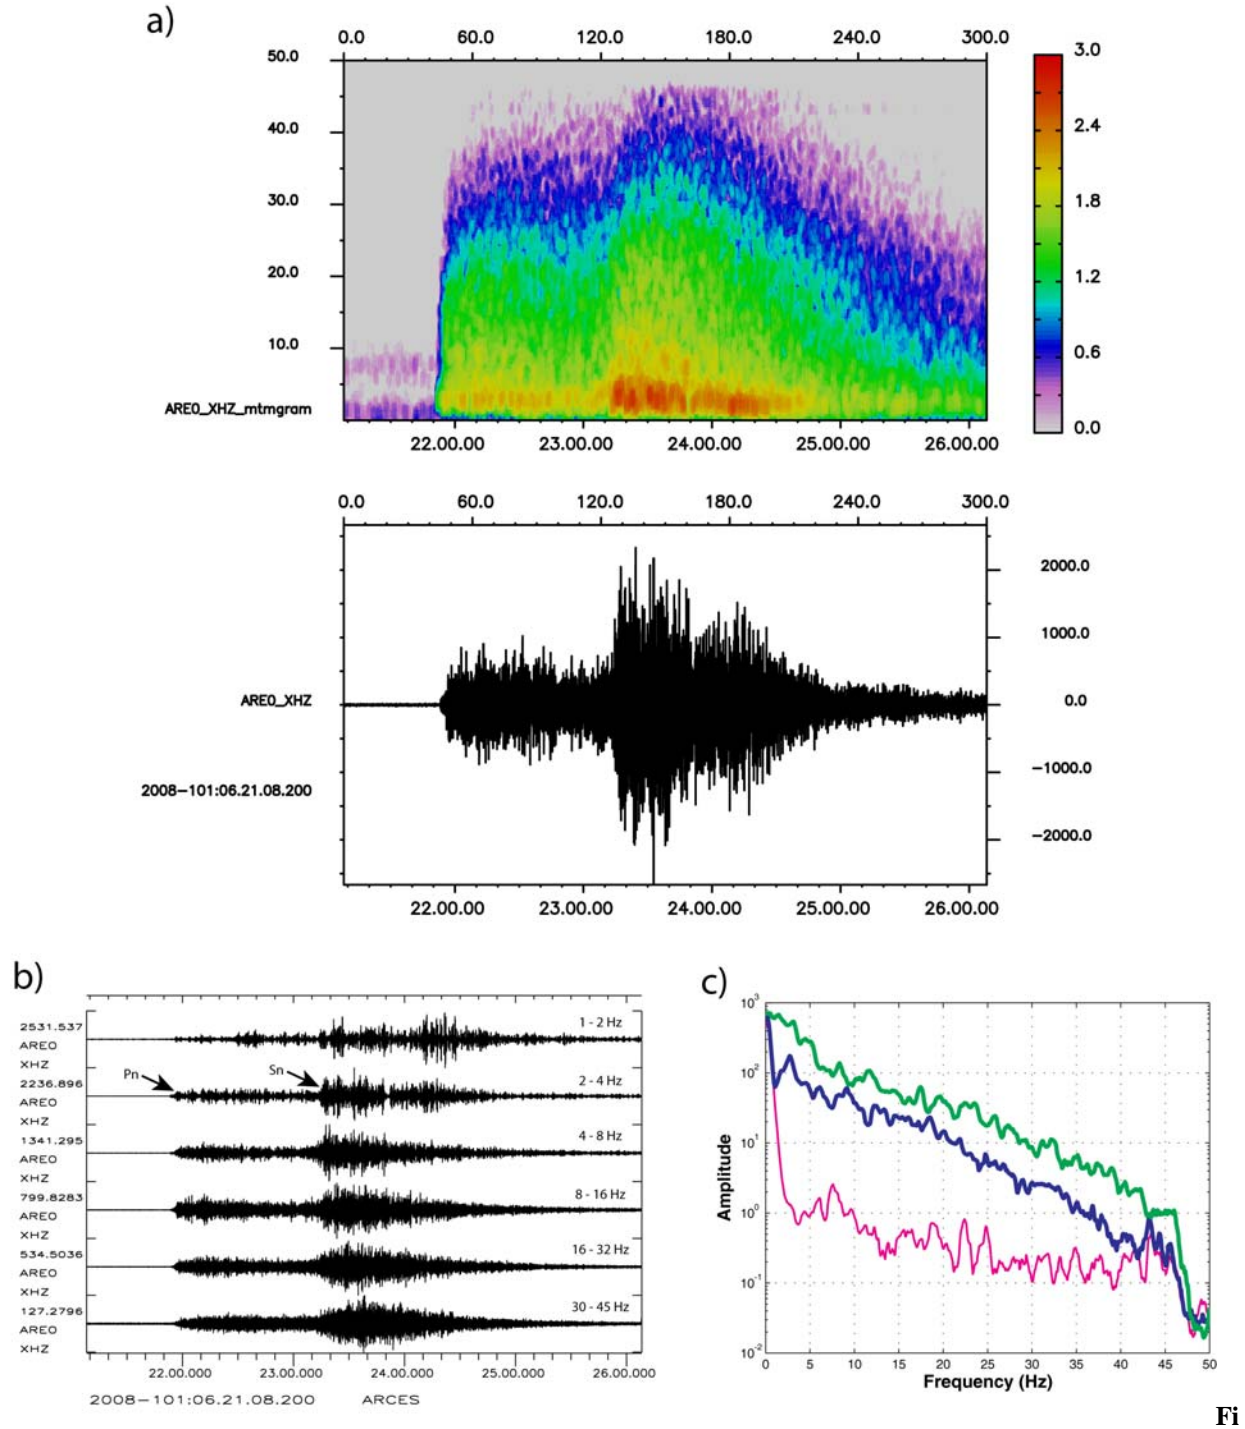 a)
0.0 60.0 120.0 180.0 240.0 300.0
50.0
40.0
30.0
20.0
10.0
ARE0_XHZ_mtmgram
22.00.00 23.00.00 24.00.00 25.00.00 26.00.00
3.0
2.4
1.8
1.2
0.6
0.0
0.0 60.0 120.0 180.0 240.0 300.0
2000.0
1000.0
ARE0_XHZ
0.0
2008-101:06.21.08.200
-1000.0
-2000.0
22.00.00 23.00.00 24.00.00 25.00.00 26.00.00
b)
2531.537
ARE0
XHZ
1 - 2 Hz
2236.896
ARE0
XHZ
Pn
Sn
2 - 4 Hz
1341.295
ARE0
XHZ
4 - 8 Hz
799.8283
ARE0
XHZ
8 - 16 Hz
534.5036
ARE0
XHZ
16 - 32 Hz
127.2796
ARE0
XHZ
30 - 45 Hz
22.00.000 23.00.000 24.00.000 25.00.000 26.00.000
2008-101:06.21.08.200 ARCES
c)
10^3
10^2
10^1
10^0
10^-1
10^-2
Amplitude
0 5 10 15 20 25 30 35 40 45 50
Frequency (Hz)
Fi